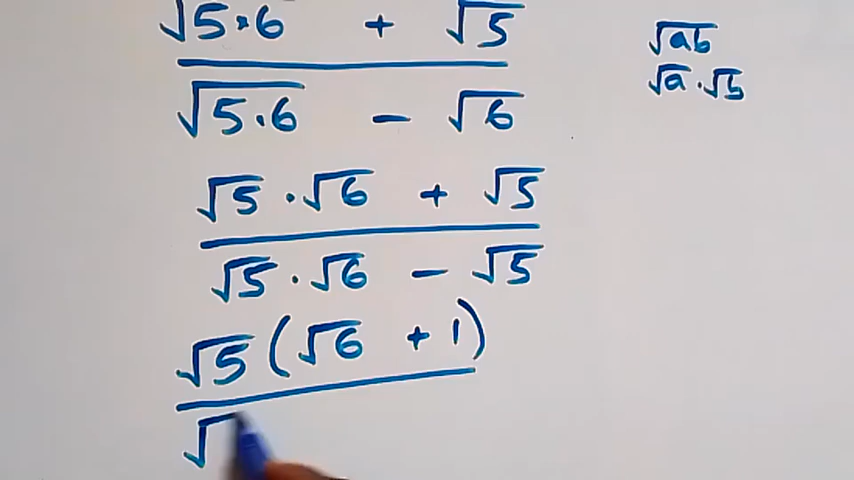 √5·6 + √5
√5·6 - √6
√5 · √6 + √5
√5 · √6 - √5
√5 (√6 + 1)
√
√ab
√a · √b